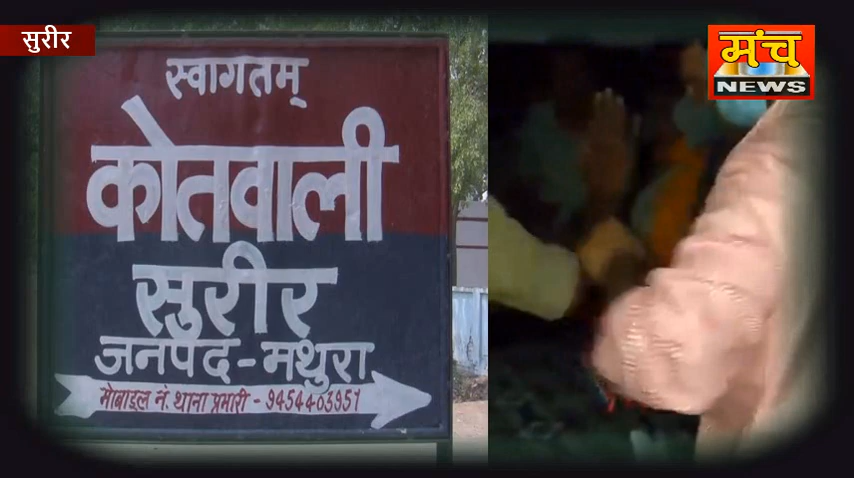 सुरीर
मंच
NEWS
स्वागतम्
कोतवाली
सुरीर
जनपद-मथुरा
मोबाइल नं. थाना प्रभारी - 9454403951